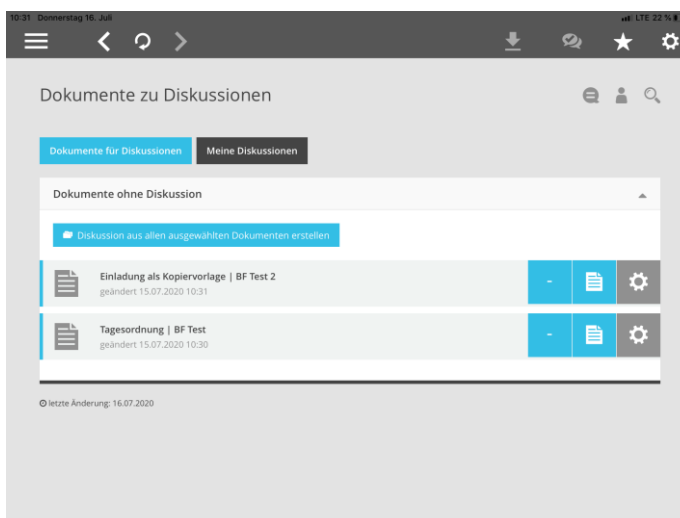 10:31 Donnerstag 16. Juli
LTE 22 %
Dokumente zu Diskussionen
Dokumente für Diskussionen
Meine Diskussionen
Dokumente ohne Diskussion
Diskussion aus allen ausgewählten Dokumenten erstellen
Einladung als Kopiervorlage | BF Test 2
geändert 15.07.2020 10:31
-
Tagesordnung | BF Test
geändert 15.07.2020 10:30
-
letzte Änderung: 16.07.2020